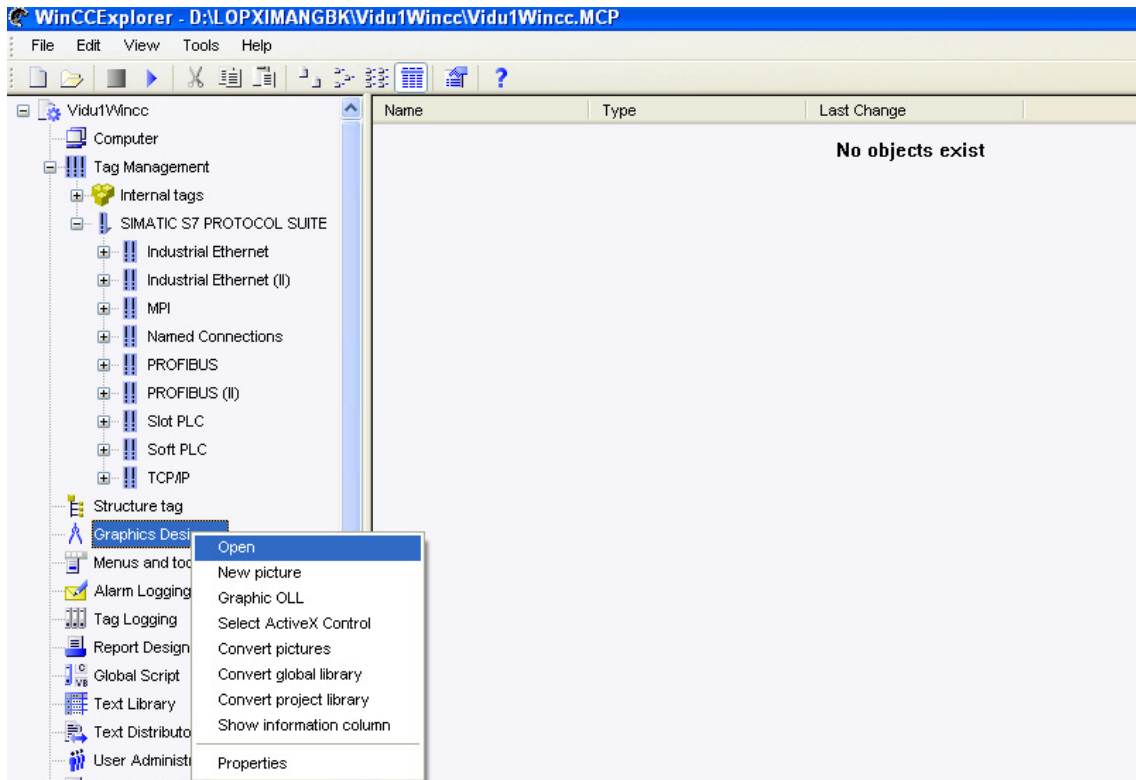 WinCCExplorer - D:\LOPXIMANGBK\Vidu1Wincc\Vidu1Wincc.MCP
File Edit View Tools Help
Vidu1Wincc
Computer
Tag Management
Internal tags
SIMATIC S7 PROTOCOL SUITE
Industrial Ethernet
Industrial Ethernet (II)
MPI
Named Connections
PROFIBUS
PROFIBUS (II)
Slot PLC
Soft PLC
TCP/IP
Structure tag
Graphics Desi
Menus and too
Alarm Logging
Tag Logging
Report Design
Global Script
Text Library
Text Distributo
User Administ
Name Type Last Change
No objects exist
Open
New picture
Graphic OLL
Select ActiveX Control
Convert pictures
Convert global library
Convert project library
Show information column
Properties